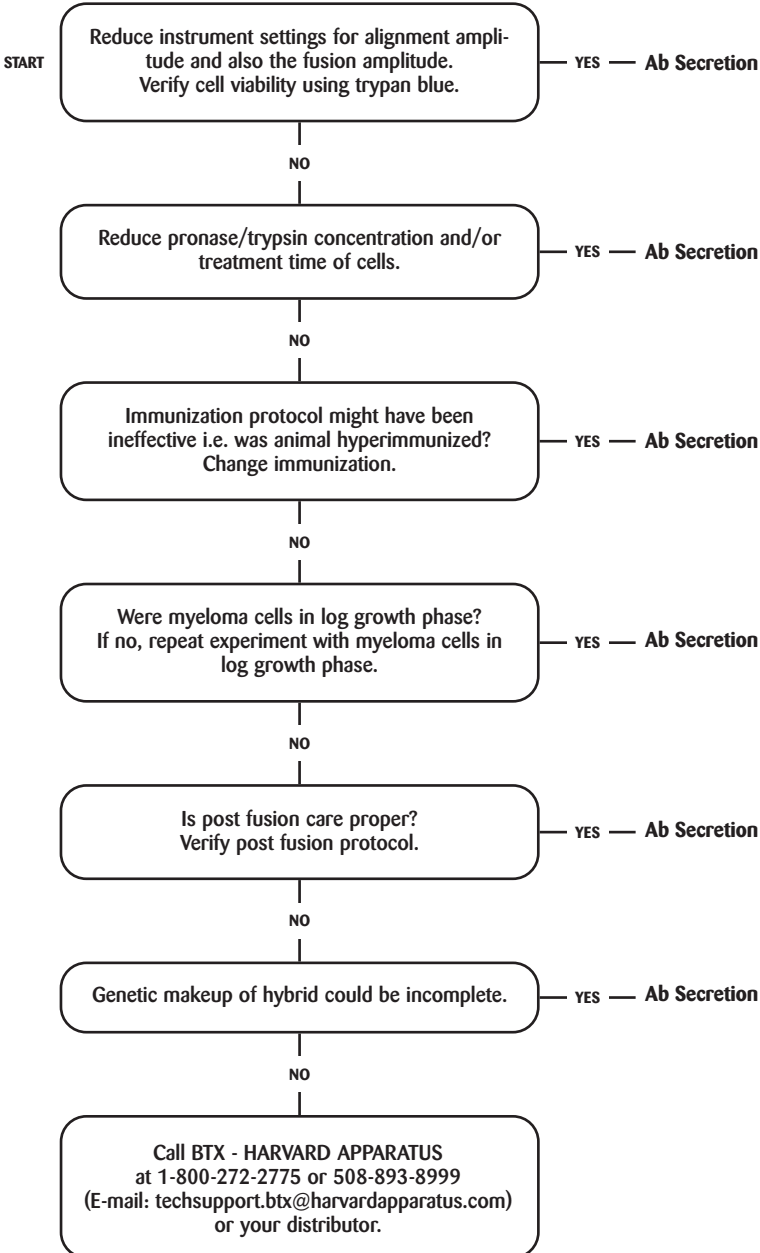 START
Reduce instrument settings for alignment ampli-
tude and also the fusion amplitude.
Verify cell viability using trypan blue.
YES
Ab Secretion
NO
Reduce pronase/trypsin concentration and/or
treatment time of cells.
YES
Ab Secretion
NO
Immunization protocol might have been
ineffective i.e. was animal hyperimmunized?
Change immunization.
YES
Ab Secretion
NO
Were myeloma cells in log growth phase?
If no, repeat experiment with myeloma cells in
log growth phase.
YES
Ab Secretion
NO
Is post fusion care proper?
Verify post fusion protocol.
YES
Ab Secretion
NO
Genetic makeup of hybrid could be incomplete.
YES
Ab Secretion
NO
Call BTX - HARVARD APPARATUS
at 1-800-272-2775 or 508-893-8999
(E-mail: techsupport.btx@harvardapparatus.com)
or your distributor.